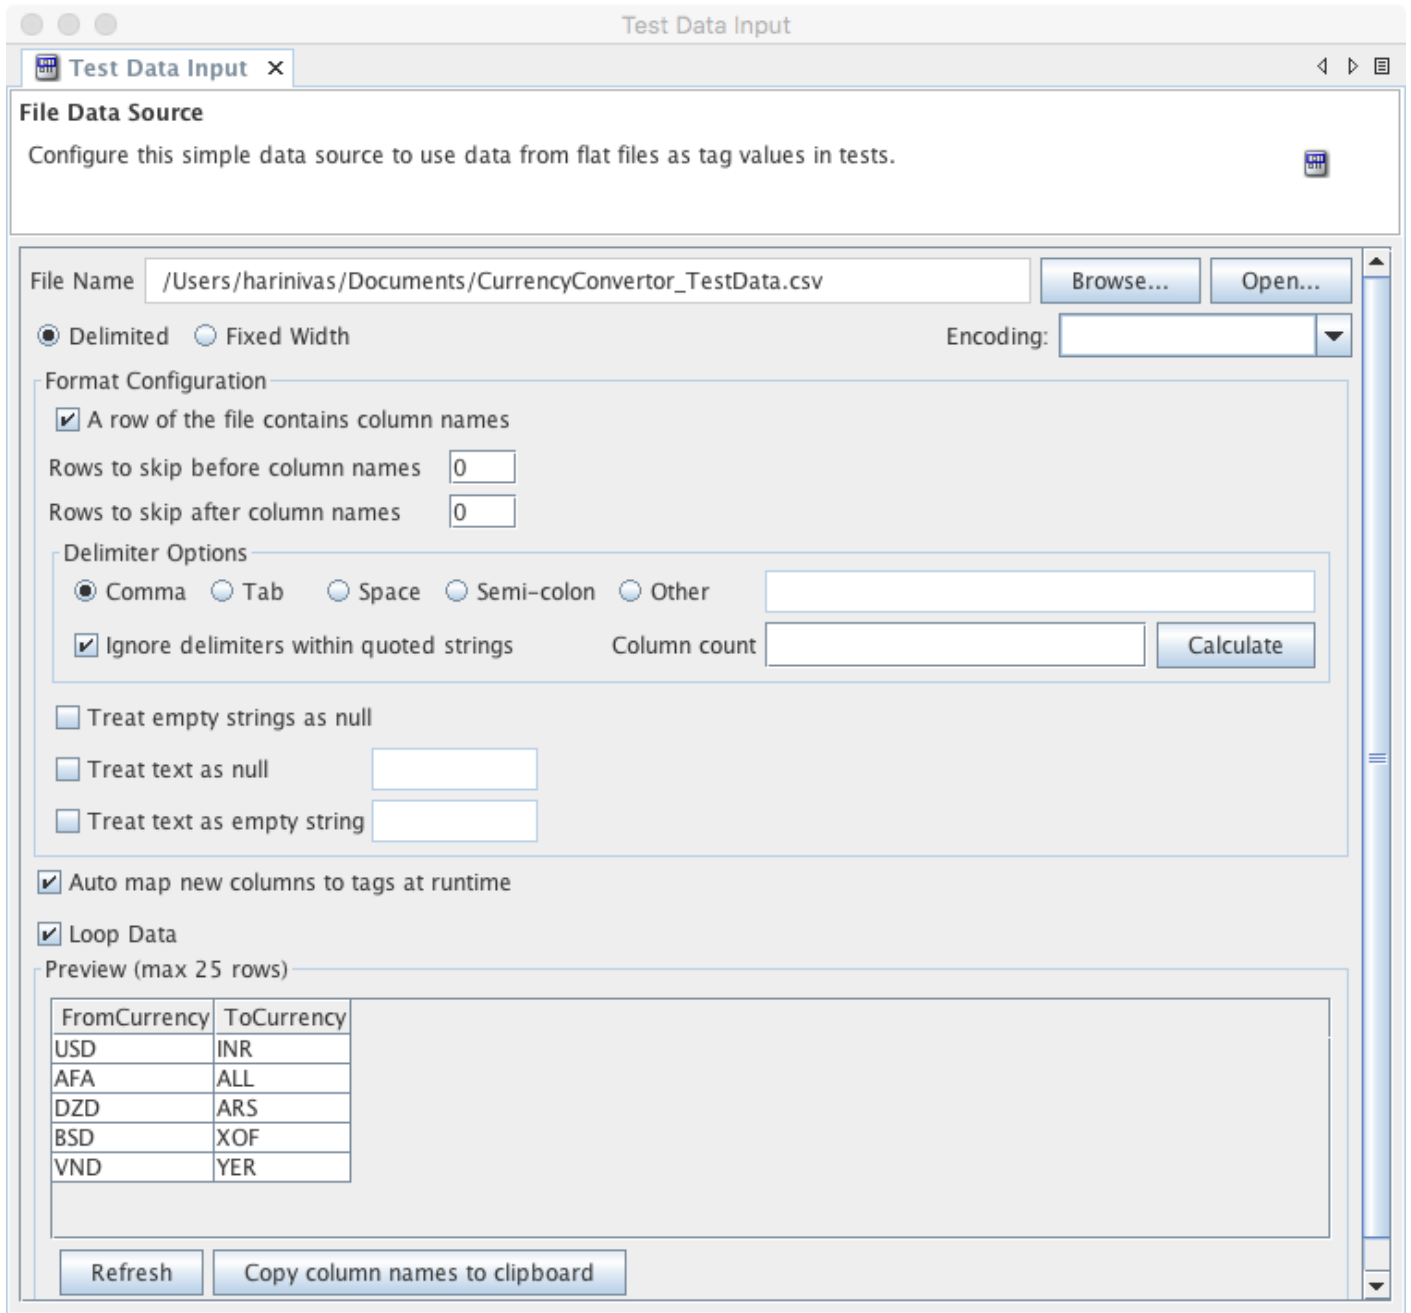 Test Data Input
Test Data Input
File Data Source
Configure this simple data source to use data from flat files as tag values in tests.
File Name /Users/harinivas/Documents/CurrencyConvertor_TestData.csv Browse... Open...
Delimited Fixed Width Encoding:
Format Configuration
A row of the file contains column names
Rows to skip before column names 0
Rows to skip after column names 0
Delimiter Options
Comma Tab Space Semi-colon Other
Ignore delimiters within quoted strings Column count Calculate
Treat empty strings as null
Treat text as null
Treat text as empty string
Auto map new columns to tags at runtime
Loop Data
Preview (max 25 rows)
FromCurrency ToCurrency
USD INR
AFA ALL
DZD ARS
BSD XOF
VND YER
Refresh Copy column names to clipboard